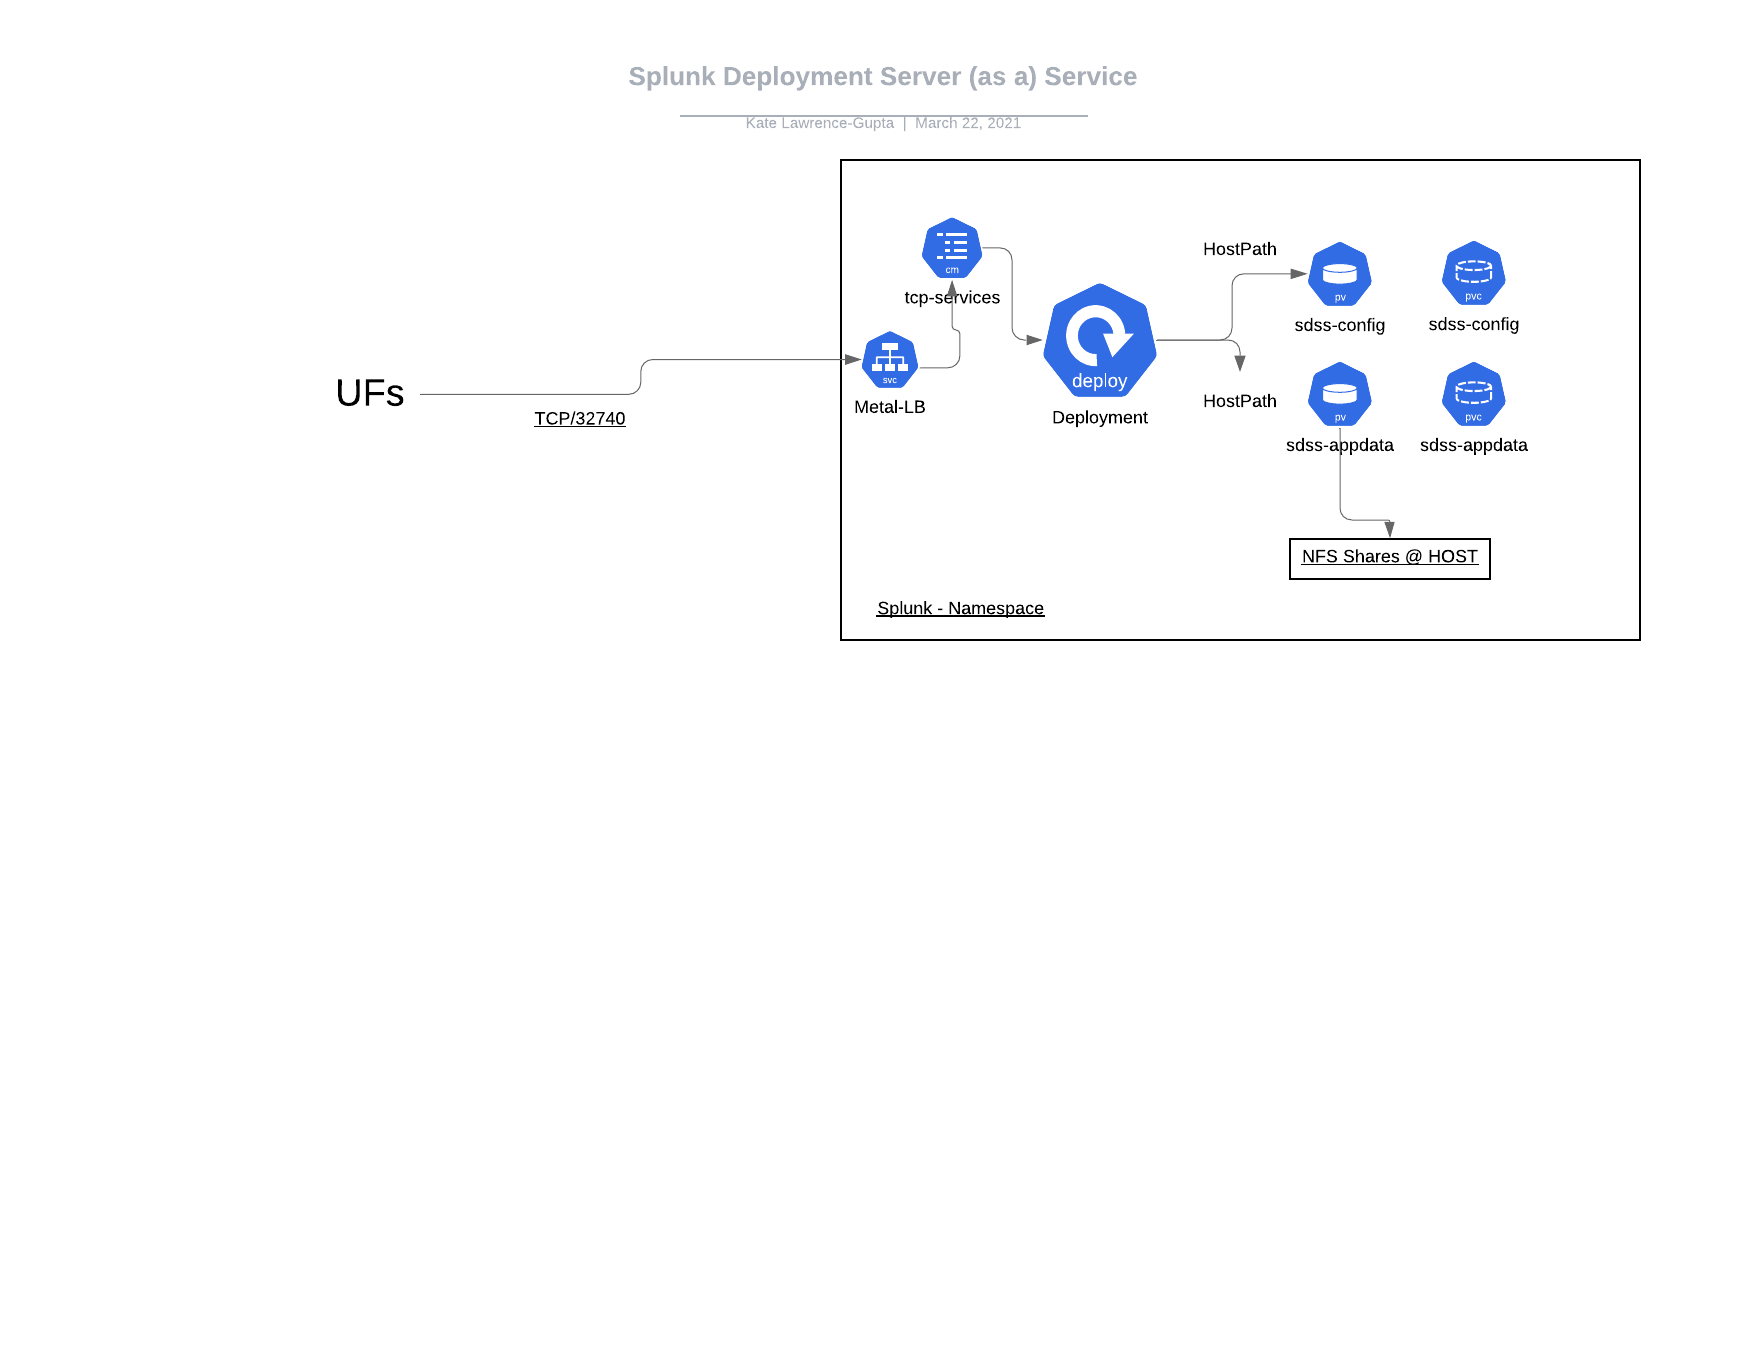 Splunk Deployment Server (as a) Service
Kate Lawrence-Gupta | March 22, 2021
cm
tcp-services
HostPath
pv
sdss-config
pvc
sdss-config
UFs
TCP/32740
svc
Metal-LB
deploy
Deployment
HostPath
pv
sdss-appdata
pvc
sdss-appdata
NFS Shares @ HOST
Splunk - Namespace